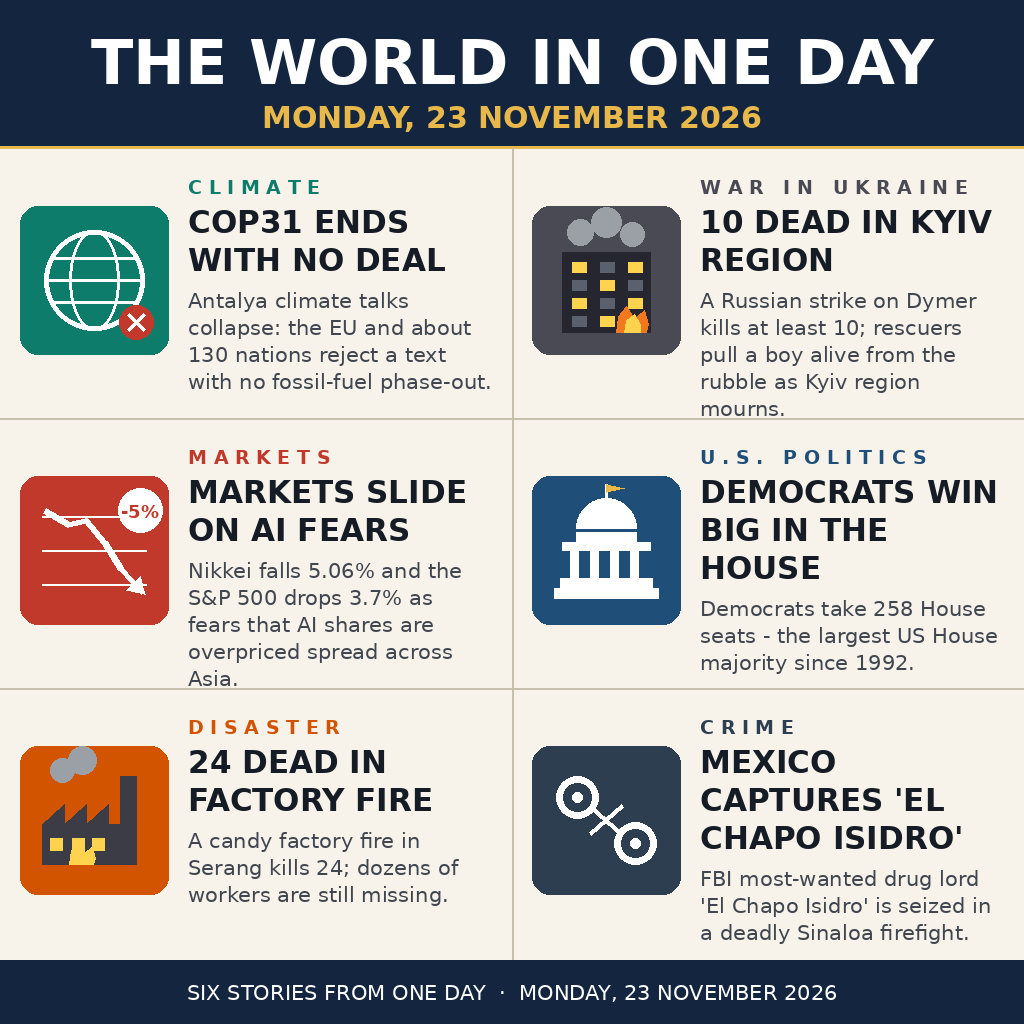 THE WORLD IN ONE DAY
MONDAY, 23 NOVEMBER 2026
CLIMATE
COP31 ENDS
WITH NO DEAL
Antalya climate talks
collapse: the EU and about
130 nations reject a text
with no fossil-fuel phase-out.
WAR IN UKRAINE
10 DEAD IN KYIV
REGION
A Russian strike on Dymer
kills at least 10; rescuers
pull a boy alive from the
rubble as Kyiv region
mourns.
MARKETS
-5%
MARKETS SLIDE
ON AI FEARS
Nikkei falls 5.06% and the
S&P 500 drops 3.7% as
fears that AI shares are
overpriced spread across
Asia.
U.S. POLITICS
DEMOCRATS WIN
BIG IN THE
HOUSE
Democrats take 258 House
seats - the largest US House
majority since 1992.
DISASTER
24 DEAD IN
FACTORY FIRE
A candy factory fire in
Serang kills 24; dozens of
workers are still missing.
CRIME
MEXICO
CAPTURES 'EL
CHAPO ISIDRO'
FBI most-wanted drug lord
'El Chapo Isidro' is seized in
a deadly Sinaloa firefight.
SIX STORIES FROM ONE DAY · MONDAY, 23 NOVEMBER 2026